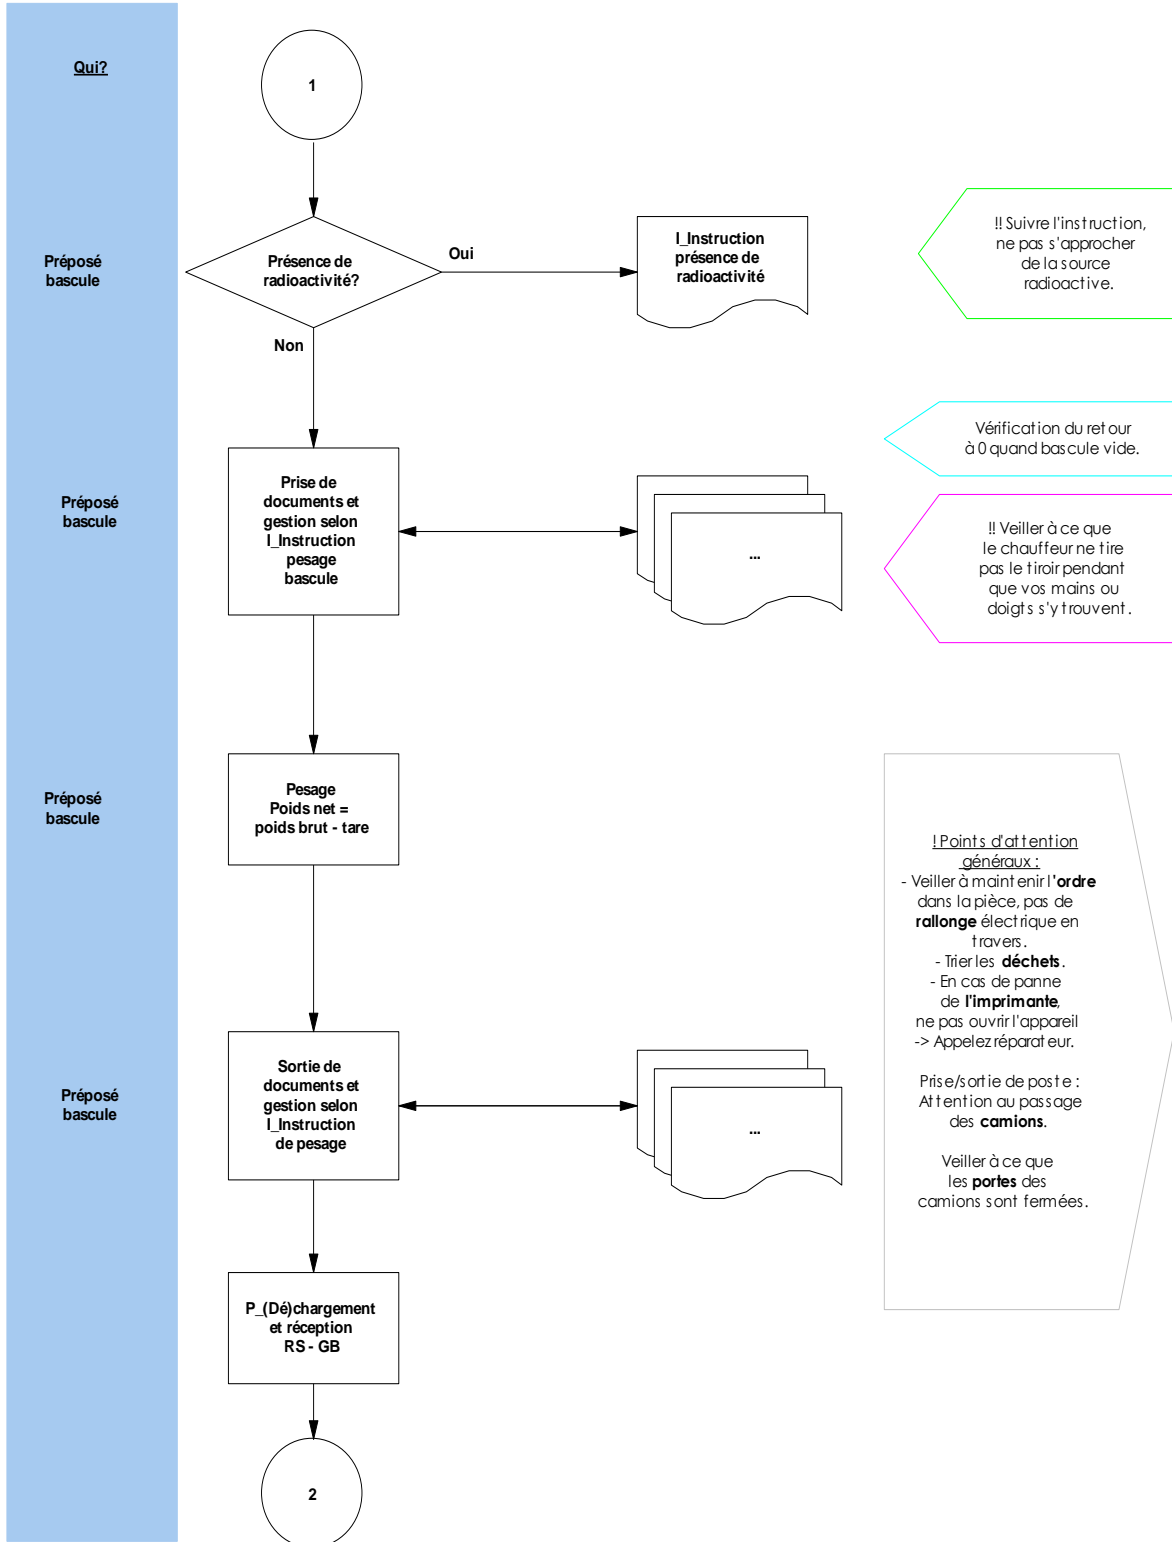 Qui?
1
Préposé
bascule
Présence de
radioactivité?
Oui
Non
I_Instruction
présence de
radioactivité
!! Suivre l'instruction,
ne pas s'approcher
de la source
radioactive.
Vérification du retour
à 0 quand bascule vide.
Préposé
bascule
Prise de
documents et
gestion selon
I_Instruction
pesage
bascule
...
!! Veiller à ce que
le chauffeur ne tire
pas le tiroir pendant
que vos mains ou
doigts s'y trouvent.
Préposé
bascule
Pesage
Poids net =
poids brut - tare
! Points d'attention
généraux :
- Veiller à maintenir l'ordre
dans la pièce, pas de
rallonge électrique en
travers.
- Trier les déchets.
- En cas de panne
de l'imprimante,
ne pas ouvrir l'appareil
-> Appelez réparateur.
Prise/sortie de poste :
Attention au passage
des camions.
Veiller à ce que
les portes des
camions sont fermées.
Préposé
bascule
Sortie de
documents et
gestion selon
I_Instruction
de pesage
...
P_(Dé)chargement
et réception
RS - GB
2